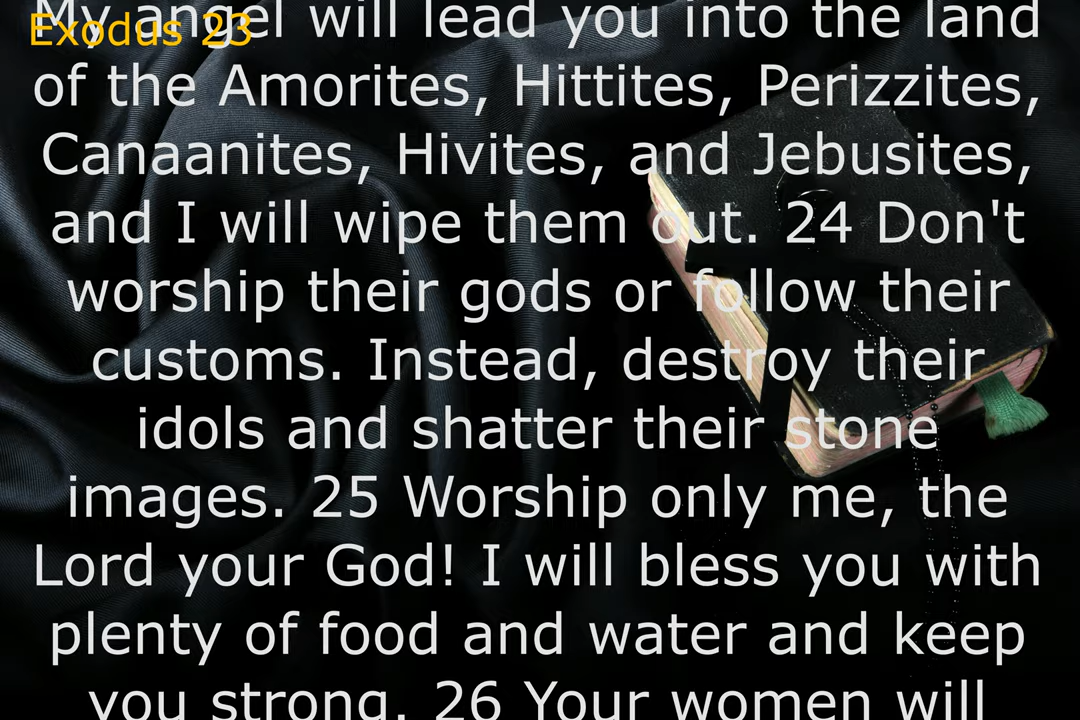 Exodus 23
My angel will lead you into the land
of the Amorites, Hittites, Perizzites,
Canaanites, Hivites, and Jebusites,
and I will wipe them out. 24 Don't
worship their gods or follow their
customs. Instead, destroy their
idols and shatter their stone
images. 25 Worship only me, the
Lord your God! I will bless you with
plenty of food and water and keep
you strong. 26 Your women will